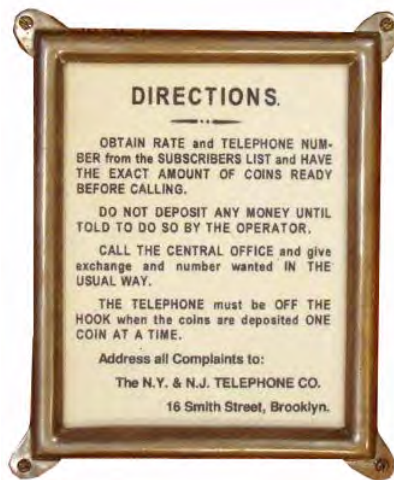 DIRECTIONS.
OBTAIN RATE and TELEPHONE NUM-
BER from the SUBSCRIBERS LIST and HAVE
THE EXACT AMOUNT OF COINS READY
BEFORE CALLING.
DO NOT DEPOSIT ANY MONEY UNTIL
TOLD TO DO SO BY THE OPERATOR.
CALL THE CENTRAL OFFICE and give
exchange and number wanted IN THE
USUAL WAY.
THE TELEPHONE must be OFF THE
HOOK when the coins are deposited ONE
COIN AT A TIME.
Address all Complaints to:
The N.Y. & N.J. TELEPHONE CO.
16 Smith Street, Brooklyn.